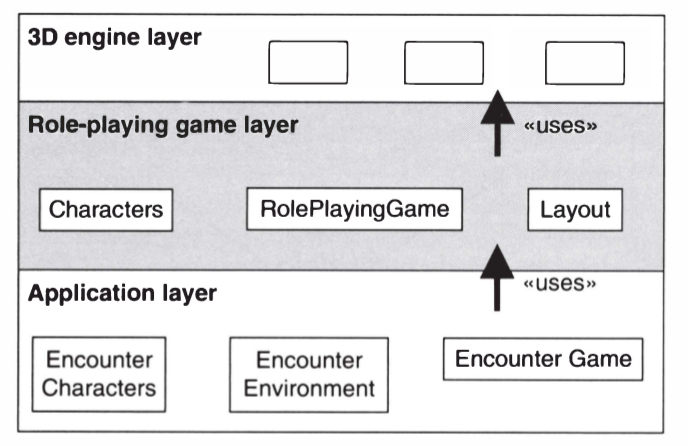 3D engine layer
Role-playing game layer
«uses»
Characters
RolePlayingGame
Layout
Application layer
«uses»
Encounter
Characters
Encounter
Environment
Encounter Game